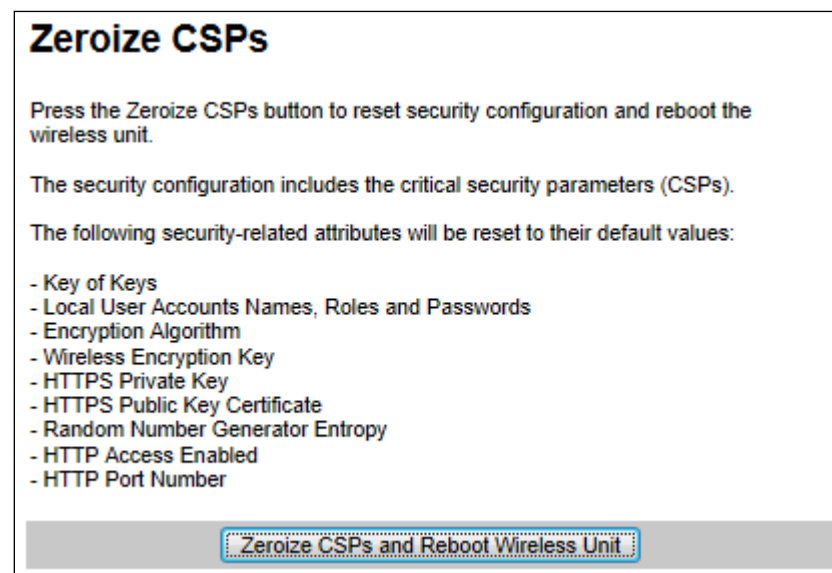 Zeroize CSPs
Press the Zeroize CSPs button to reset security configuration and reboot the
wireless unit.
The security configuration includes the critical security parameters (CSPs).
The following security-related attributes will be reset to their default values:
- Key of Keys
- Local User Accounts Names, Roles and Passwords
- Encryption Algorithm
- Wireless Encryption Key
- HTTPS Private Key
- HTTPS Public Key Certificate
- Random Number Generator Entropy
- HTTP Access Enabled
- HTTP Port Number
Zeroize CSPs and Reboot Wireless Unit